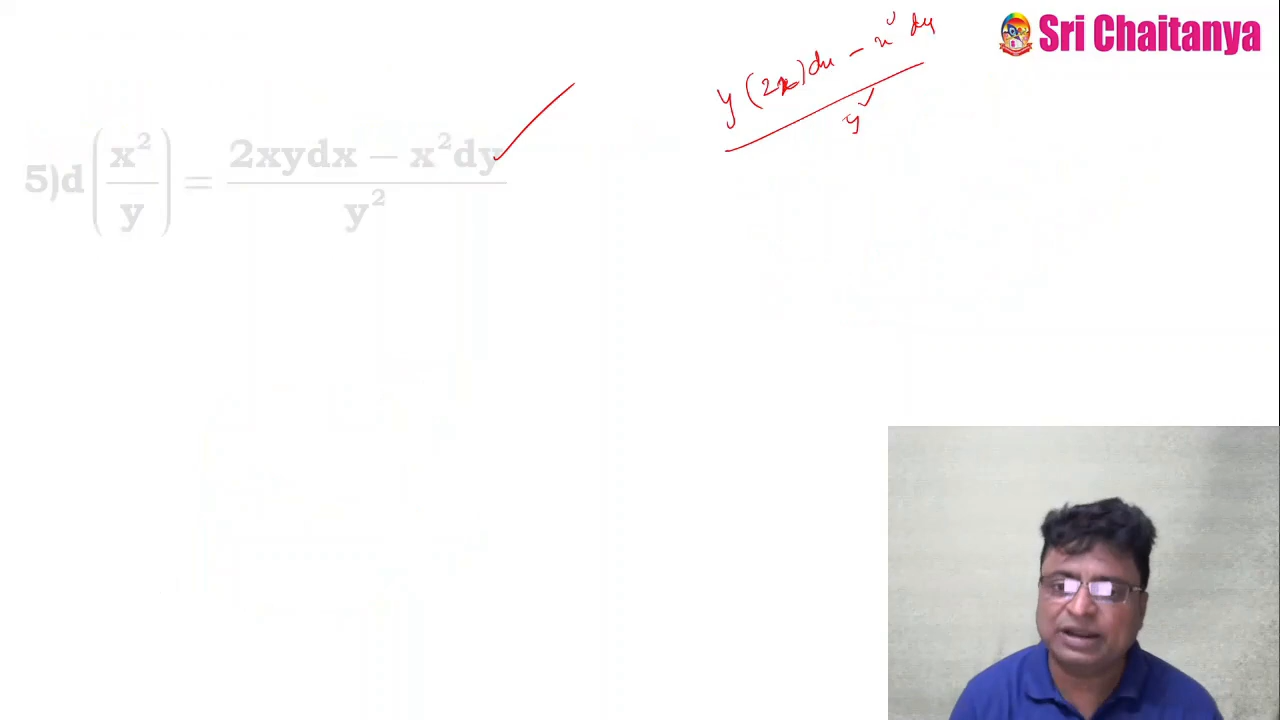 Sri Chaitanya
y(2x)dx − x² dy
y²
5)d(x²/y) = (2xydx − x²dy)/y²